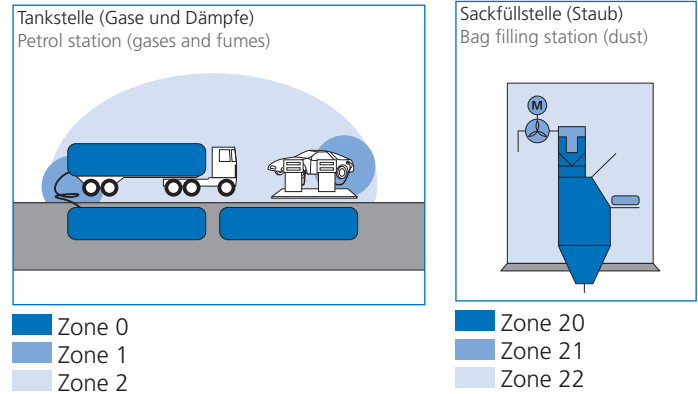 Tankstelle (Gase und Dämpfe)
Petrol station (gases and fumes)
Zone 0
Zone 1
Zone 2
Sackfüllstelle (Staub)
Bag filling station (dust)
M
Zone 20
Zone 21
Zone 22